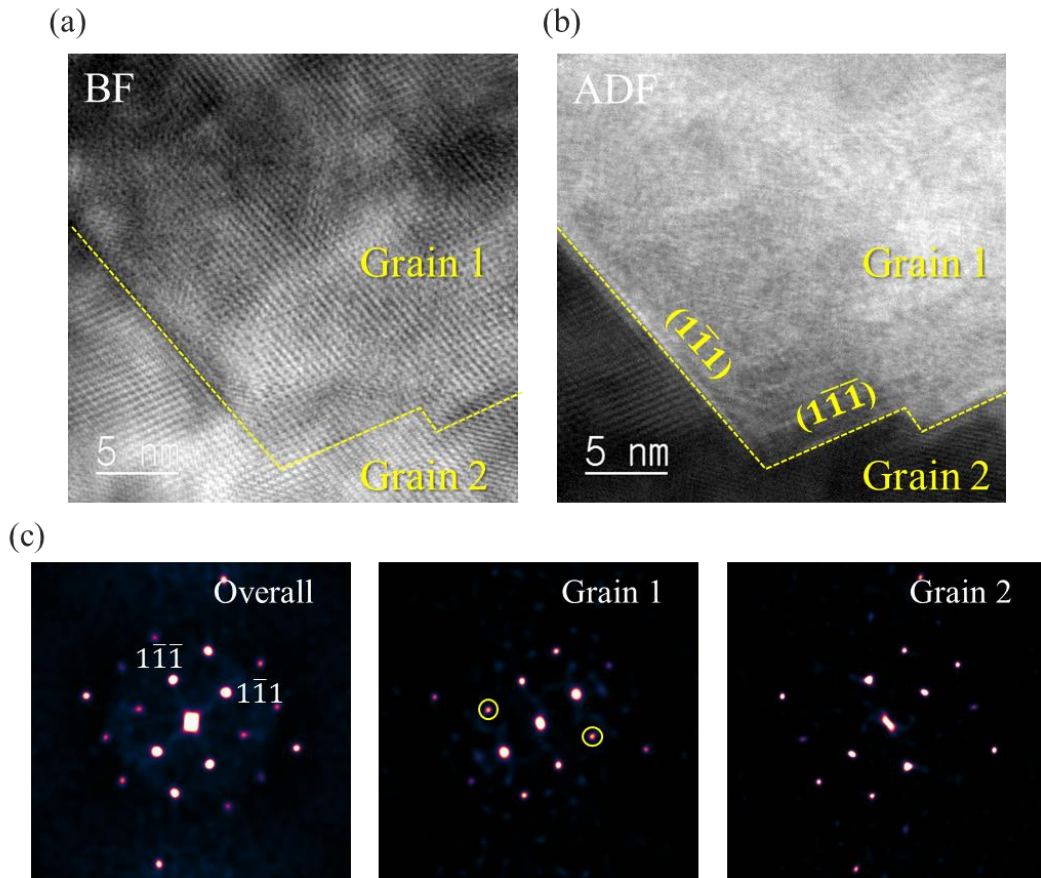 (a)
(b)
BF
ADF
Grain 1
Grain 1
(11̅1)
(11̅1̅)
5 nm
5 nm
Grain 2
Grain 2
(c)
Overall
Grain 1
Grain 2
11̅1̅
11̅1